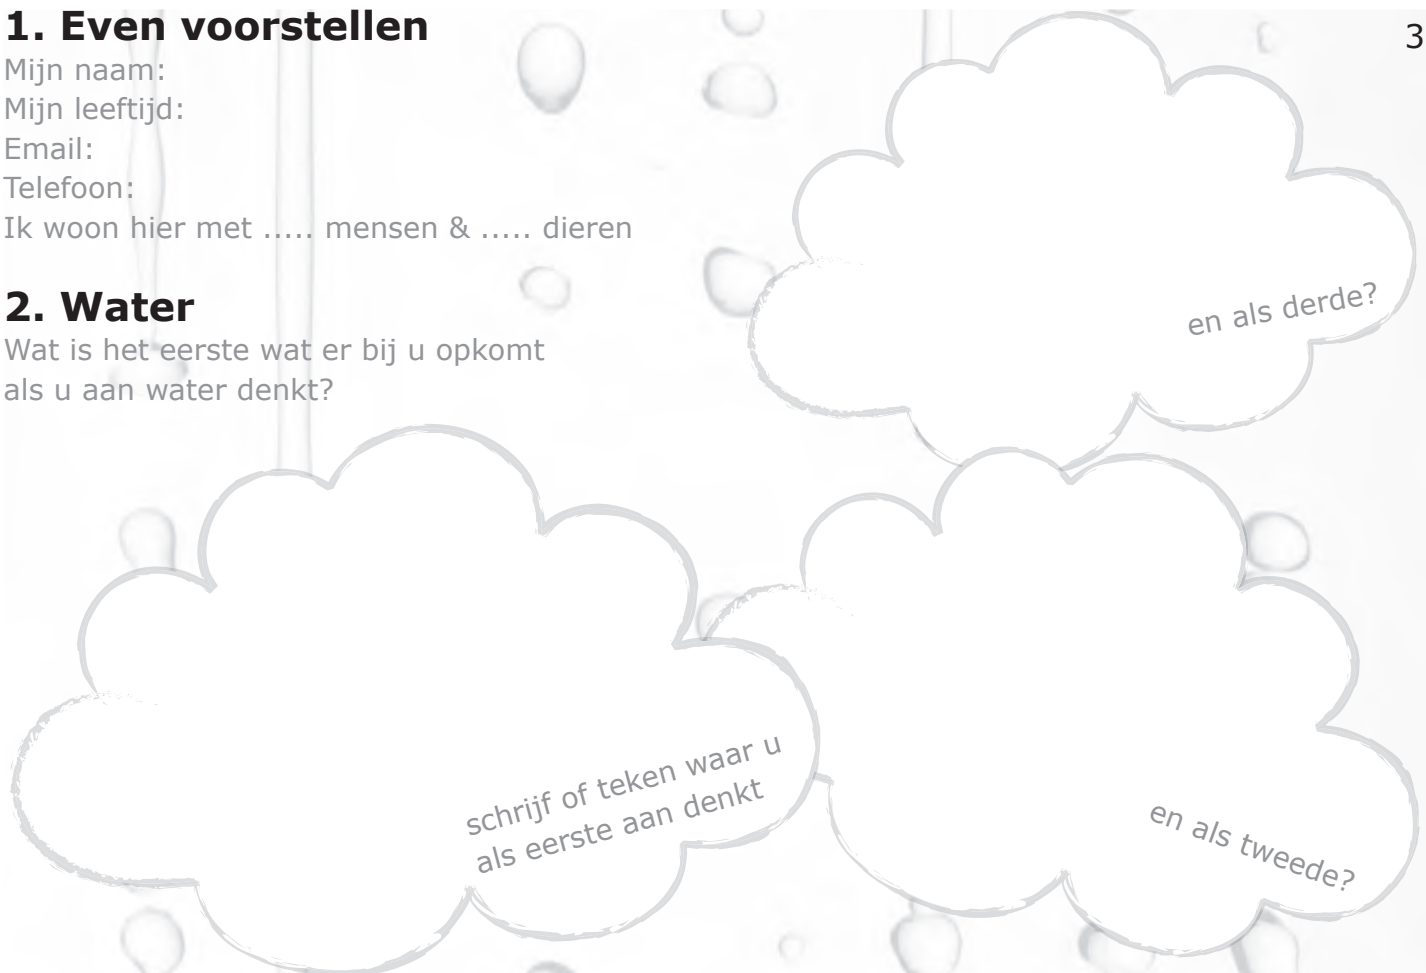 1. Even voorstellen
3
Mijn naam:
Mijn leeftijd:
Email:
Telefoon:
Ik woon hier met ..... mensen & ..... dieren
2. Water
Wat is het eerste wat er bij u opkomt
als u aan water denkt?
schrijf of teken waar u
als eerste aan denkt
en als tweede?
en als derde?